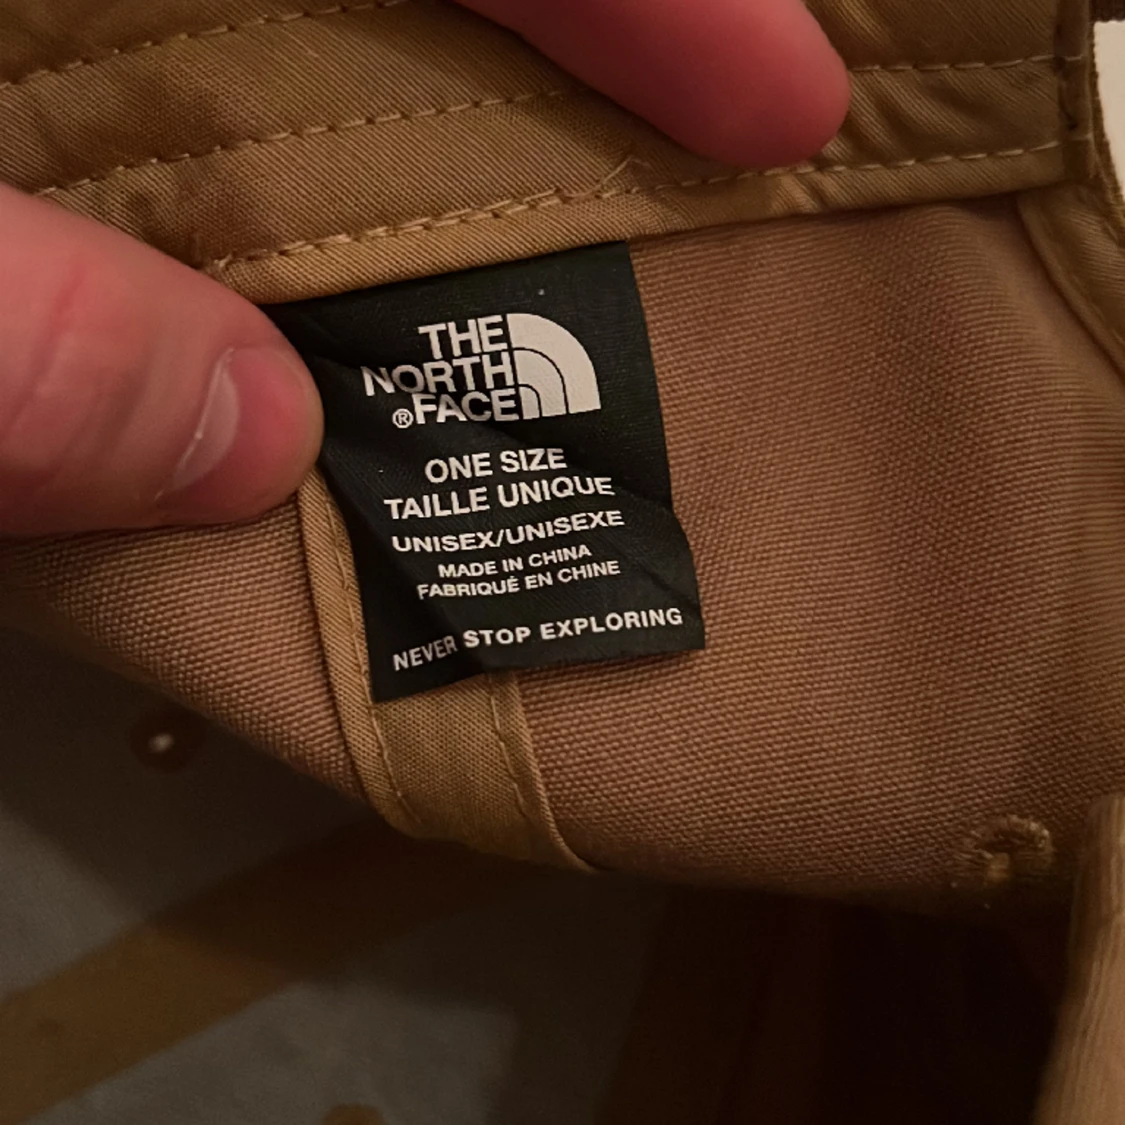 THE
NORTH
®FACE
ONE SIZE
TAILLE UNIQUE
UNISEX/UNISEXE
MADE IN CHINA
FABRIQUÉ EN CHINE
NEVER STOP EXPLORING